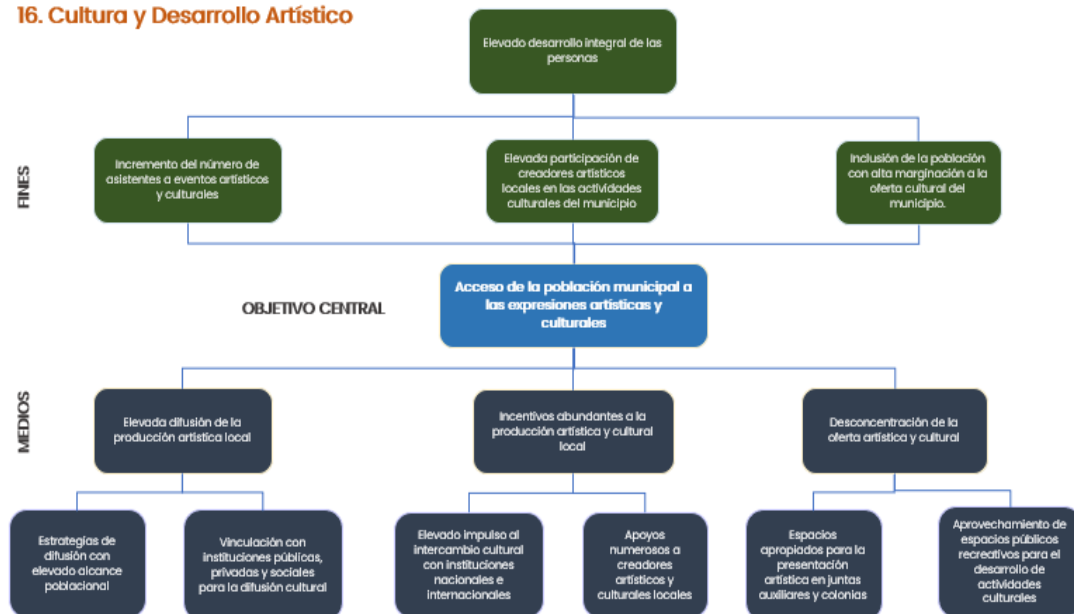 16. Cultura y Desarrollo Artístico
Elevado desarrollo integral de las
personas
FINES
Incremento del número de
asistentes a eventos artísticos
y culturales
Elevada participación de
creadores artísticos
locales en las actividades
culturales del municipio
Inclusión de la población
con alta marginación a la
oferta cultural del
municipio.
OBJETIVO CENTRAL
Acceso de la población municipal a
las expresiones artísticas y
culturales
MEDIOS
Elevada difusión de la
producción artística local
Incentivos abundantes a la
producción artística y cultural
local
Desconcentración de la
oferta artística y cultural
Estrategías de
difusión con
elevado alcance
poblacional
Vinculación con
instituciones públicas,
privadas y sociales
para la difusión cultural
Elevado impulso al
intercambio cultural
con instituciones
nacionales e
internacionales
Apoyos
numerosos a
creadores
artísticos y
culturales locales
Espacios
apropiados para la
presentación
artística en juntas
auxiliares y colonias
Aprovechamiento de
espacios públicos
recreativos para el
desarrollo de
actividades
culturales